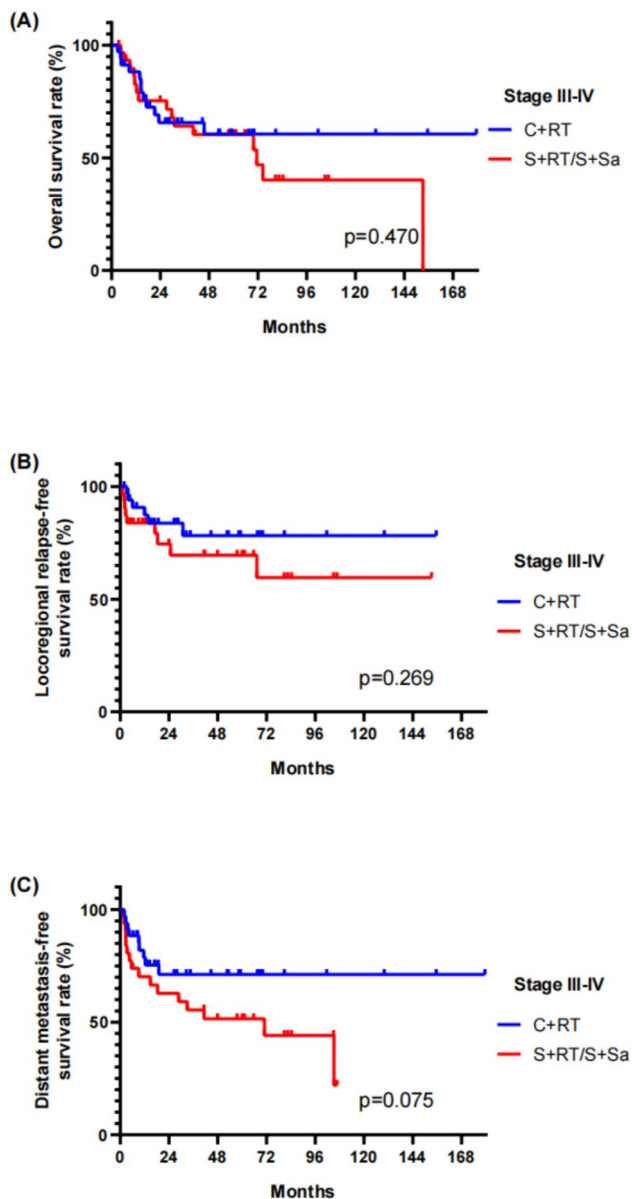 (A)
Overall survival rate (%)
100
50
0
0 24 48 72 96 120 144 168
Months
p=0.470
Stage III-IV
C+RT
S+RT/S+Sa
(B)
Locoregional relapse-free
survival rate (%)
100
50
0
0 24 48 72 96 120 144 168
Months
p=0.269
Stage III-IV
C+RT
S+RT/S+Sa
(C)
Distant metastasis-free
survival rate (%)
100
50
0
0 24 48 72 96 120 144 168
Months
p=0.075
Stage III-IV
C+RT
S+RT/S+Sa